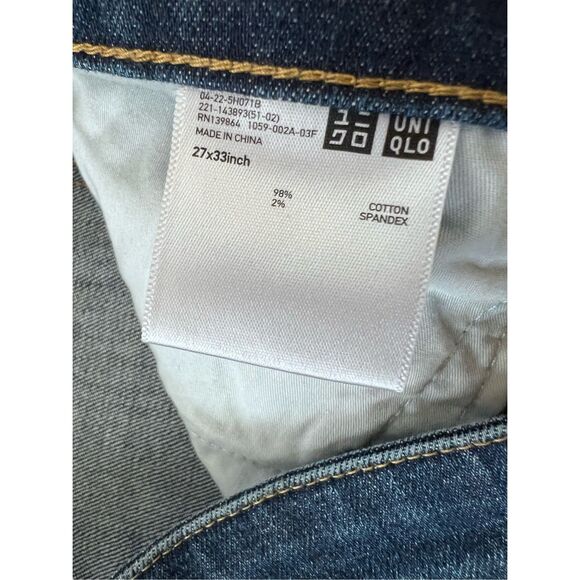 04-22-5H071B
221-143893(51-02)
RN139864 1059-002A-03F
MADE IN CHINA
27x33inch
98% COTTON
2% SPANDEX
ユニ
クロ
UNI
QLO